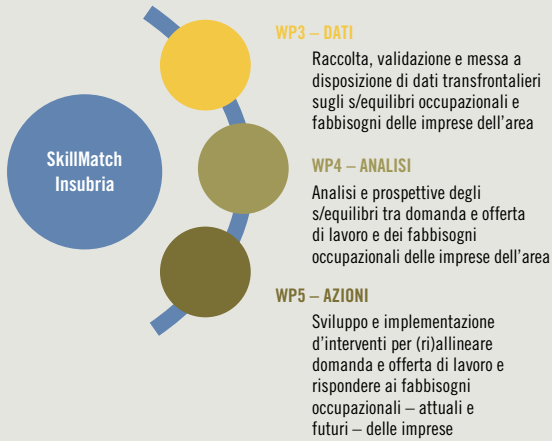 SkillMatch
Insubria
WP3 – DATI
Raccolta, validazione e messa a
disposizione di dati transfrontalieri
sugli s/equilibri occupazionali e
fabbisogni delle imprese dell’area
WP4 – ANALISI
Analisi e prospettive degli
s/equilibri tra domanda e offerta
di lavoro e dei fabbisogni
occupazionali delle imprese dell’area
WP5 – AZIONI
Sviluppo e implementazione
d’interventi per (ri)allineare
domanda e offerta di lavoro e
rispondere ai fabbisogni
occupazionali – attuali e
futuri – delle imprese